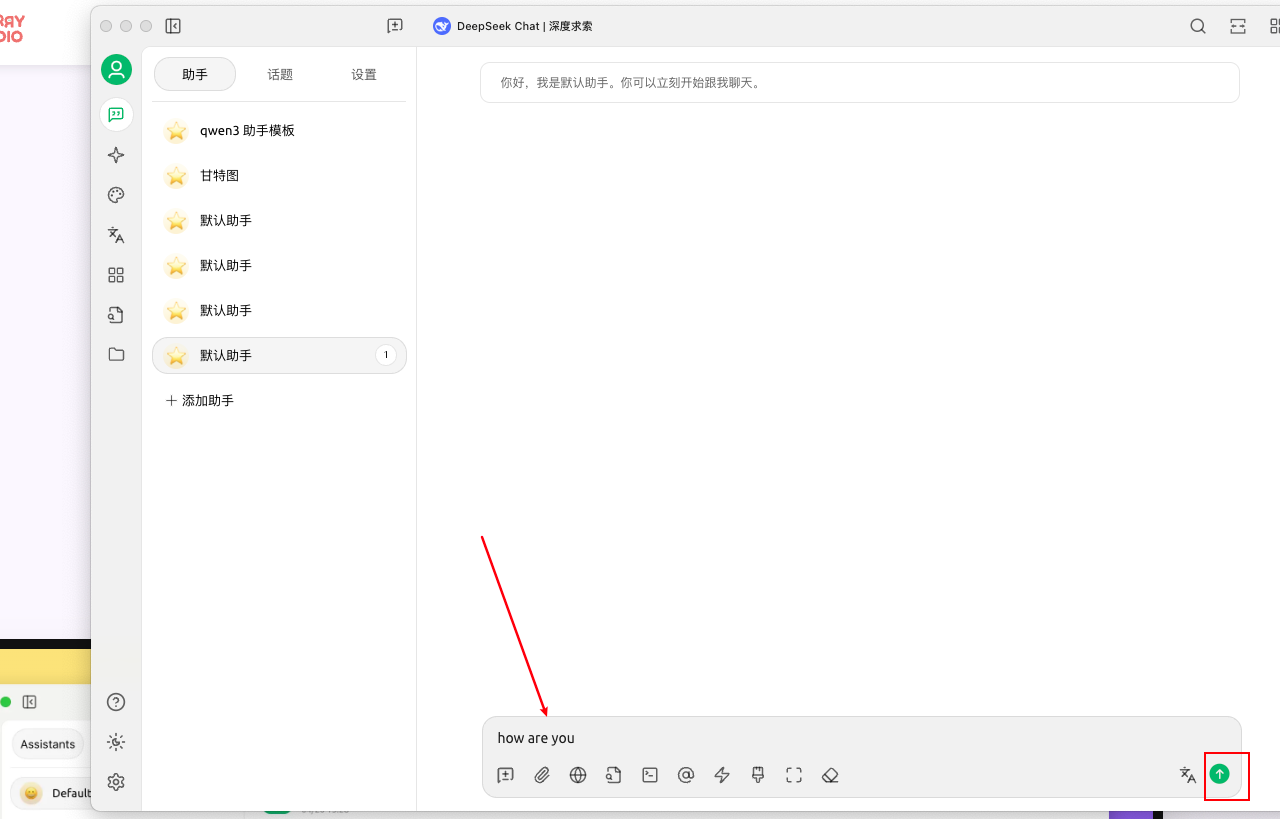 DeepSeek Chat | 深度求索
助手
话题
设置
你好，我是默认助手。你可以立刻开始跟我聊天。
qwen3 助手模板
甘特图
默认助手
默认助手
默认助手
默认助手
1
添加助手
how are you
Assistants
Default